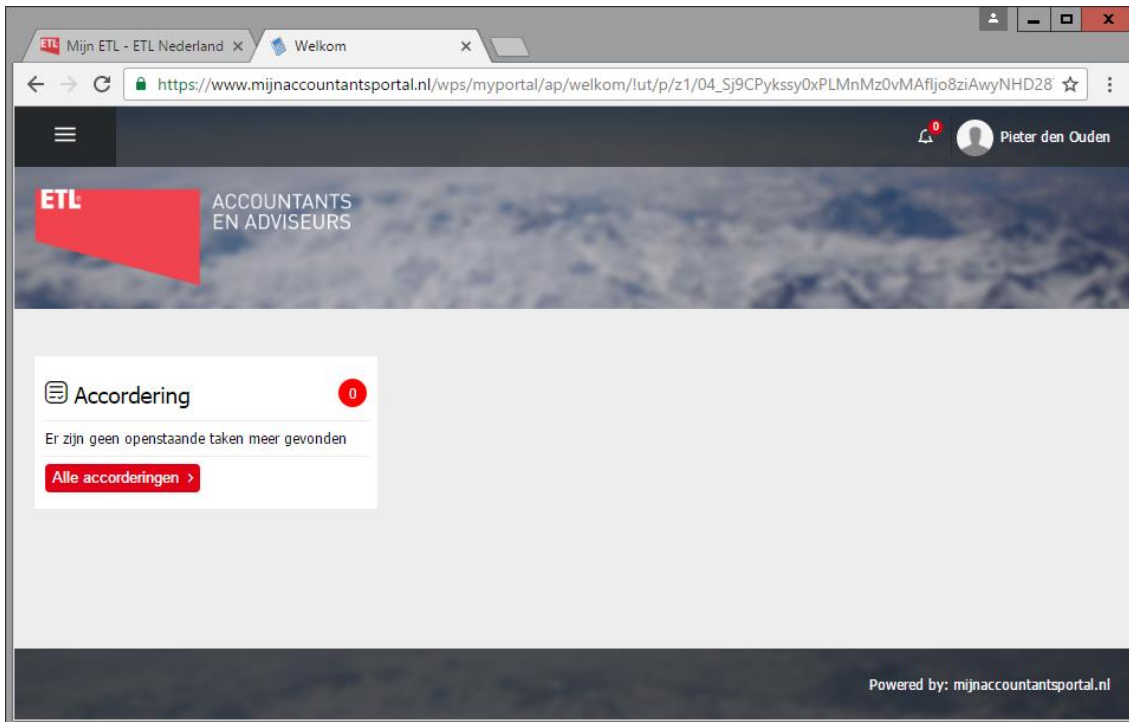 Mijn ETL - ETL Nederland
Welkom
https://www.mijnaccountantsportal.nl/wps/myportal/ap/welkom/!ut/p/z1/04_Sj9CPykssy0xPLMnMz0vMAfIjo8ziAwyNHD28
0
Pieter den Ouden
ETL
ACCOUNTANTS
EN ADVISEURS
Accordering
0
Er zijn geen openstaande taken meer gevonden
Alle accorderingen >
Powered by: mijnaccountantsportal.nl